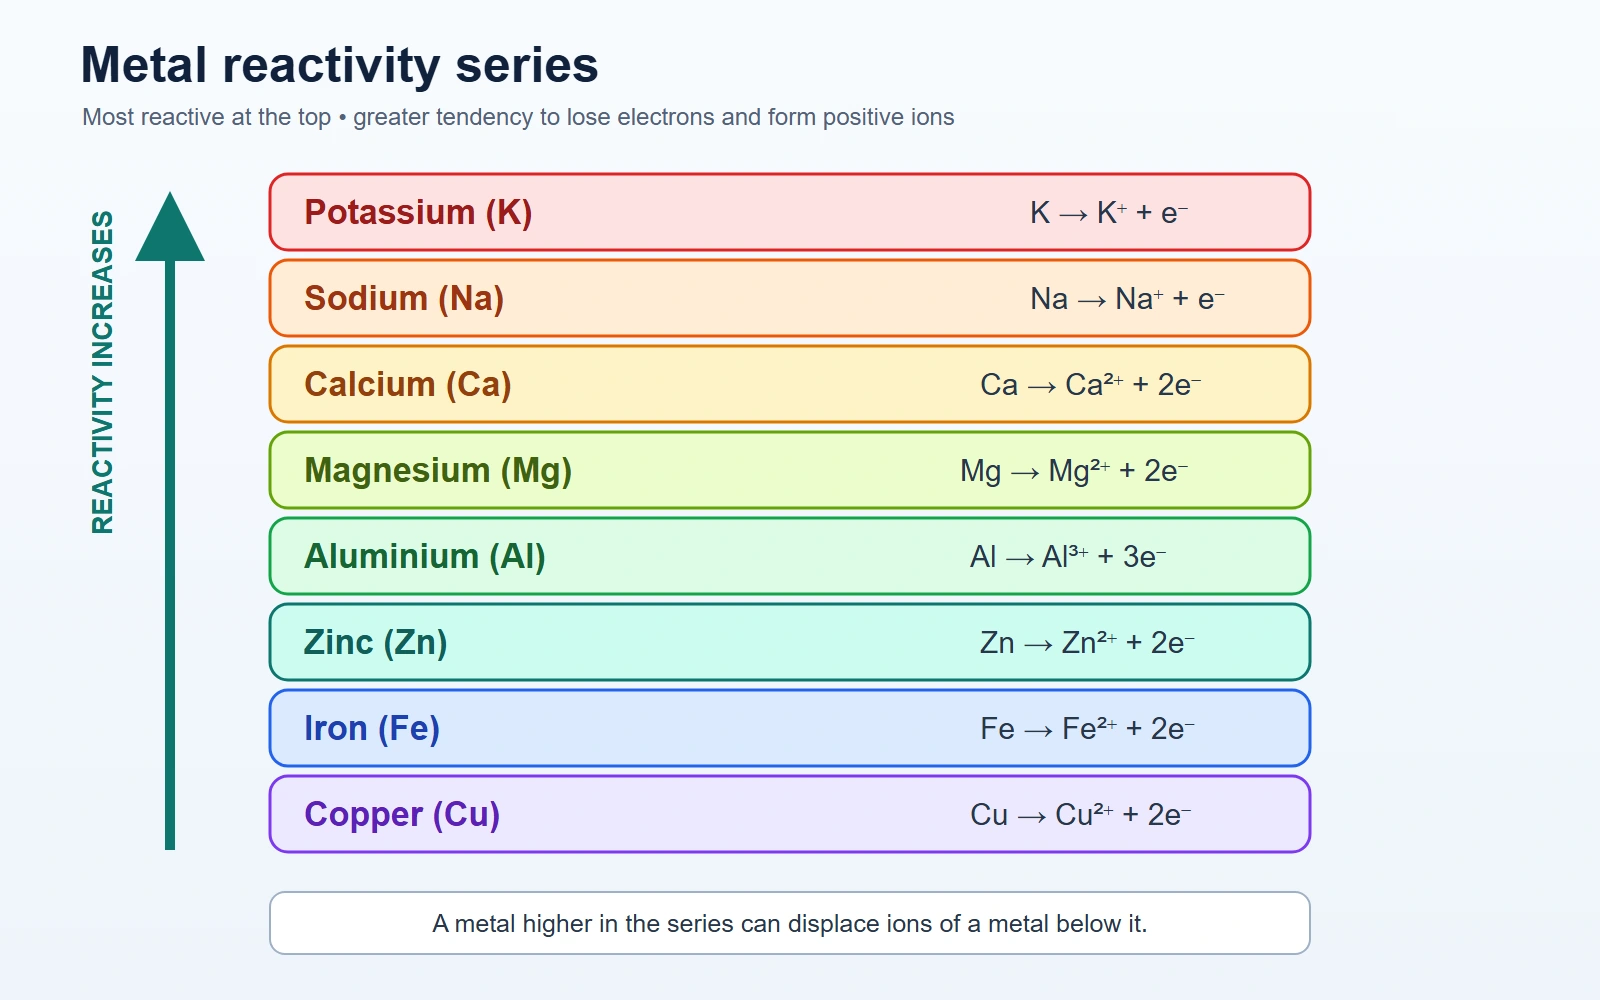 Metal reactivity series
Most reactive at the top • greater tendency to lose electrons and form positive ions
REACTIVITY INCREASES
Potassium (K) K → K⁺ + e⁻
Sodium (Na) Na → Na⁺ + e⁻
Calcium (Ca) Ca → Ca²⁺ + 2e⁻
Magnesium (Mg) Mg → Mg²⁺ + 2e⁻
Aluminium (Al) Al → Al³⁺ + 3e⁻
Zinc (Zn) Zn → Zn²⁺ + 2e⁻
Iron (Fe) Fe → Fe²⁺ + 2e⁻
Copper (Cu) Cu → Cu²⁺ + 2e⁻
A metal higher in the series can displace ions of a metal below it.